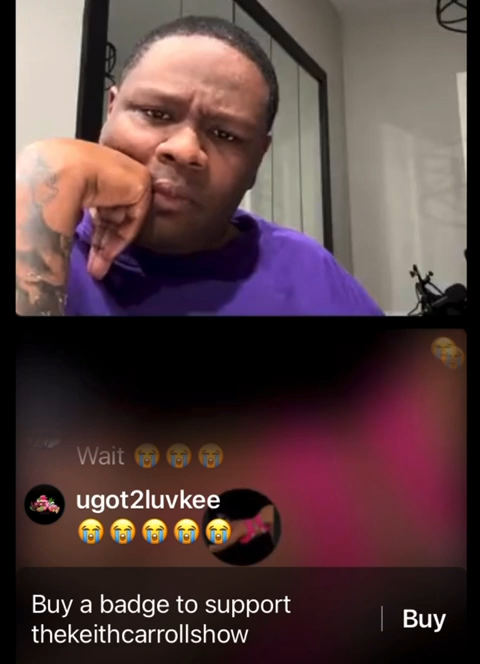 Wait 😭😭😭
ugot2luvkee
😭😭😭😭😭
Buy a badge to support
thekeithcarrollshow
Buy